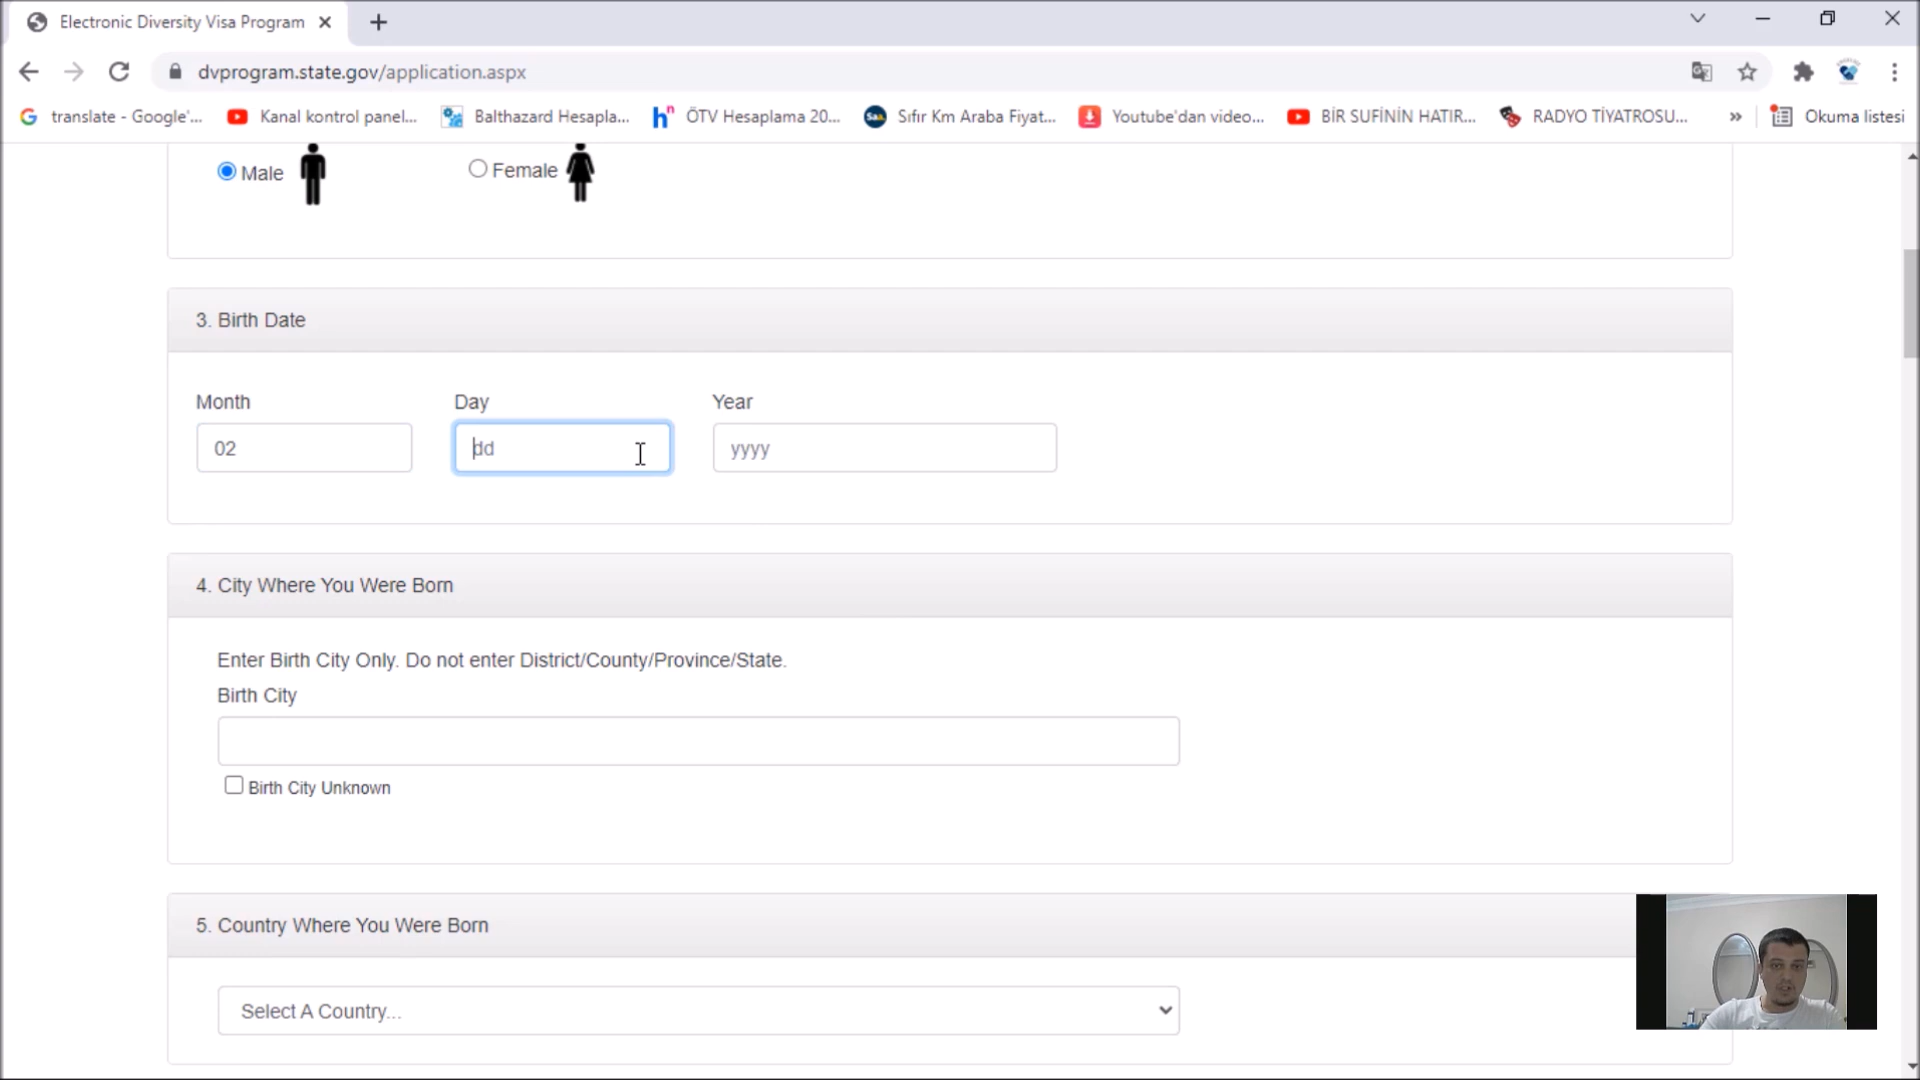 Electronic Diversity Visa Program
dvprogram.state.gov/application.aspx
translate - Google'... Kanal kontrol panel... Balthazard Hesapla... ÖTV Hesaplama 20... Sıfır Km Araba Fiyat... Youtube'dan video... BİR SUFİNİN HATIR... RADYO TİYATROSU... » Okuma listesi
Male Female
3. Birth Date
Month Day Year
02 dd yyyy
4. City Where You Were Born
Enter Birth City Only. Do not enter District/County/Province/State.
Birth City
Birth City Unknown
5. Country Where You Were Born
Select A Country...